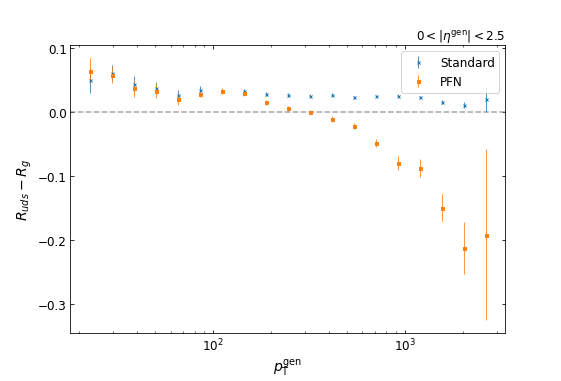 0 < |η^gen| < 2.5
Standard
PFN
0.1
0.0
−0.1
−0.2
−0.3
R_uds − R_g
10^2
10^3
p_T^gen